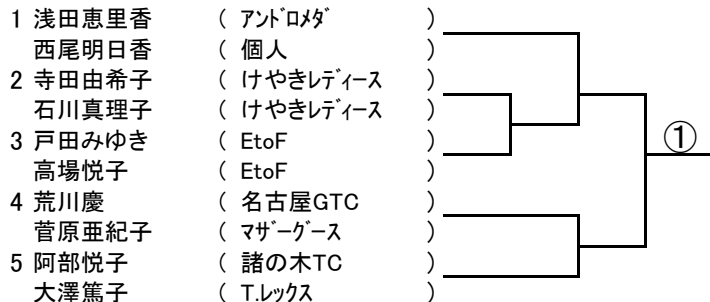 1 浅田恵里香 ( アンドロメダ )
西尾明日香 ( 個人 )
2 寺田由希子 ( けやきレディース )
石川真理子 ( けやきレディース )
3 戸田みゆき ( EtoF )
高場悦子 ( EtoF )
①
4 荒川慶 ( 名古屋GTC )
菅原亜紀子 ( マザーグース )
5 阿部悦子 ( 諸の木TC )
大澤篤子 ( T.レックス )